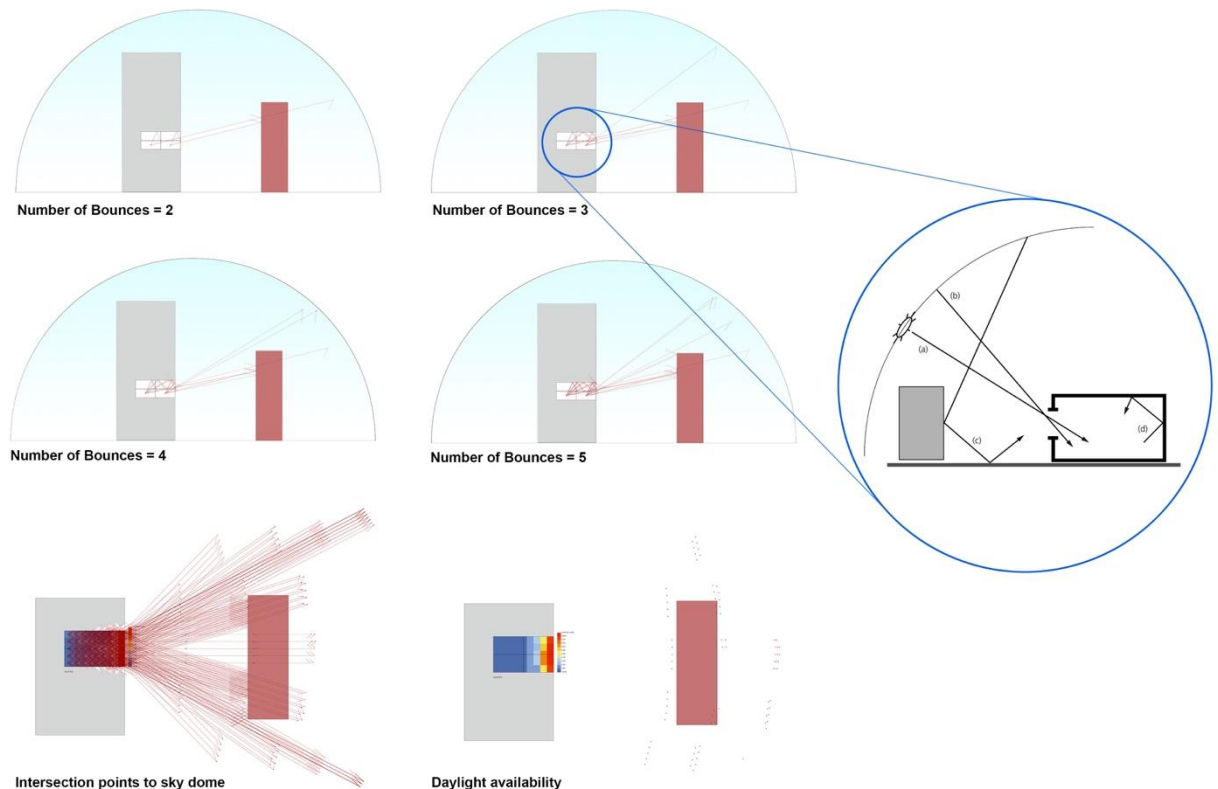 Number of Bounces = 2
Number of Bounces = 3
(b)
(a)
(c)
(d)
Number of Bounces = 4
Number of Bounces = 5
Intersection points to sky dome
Daylight availability